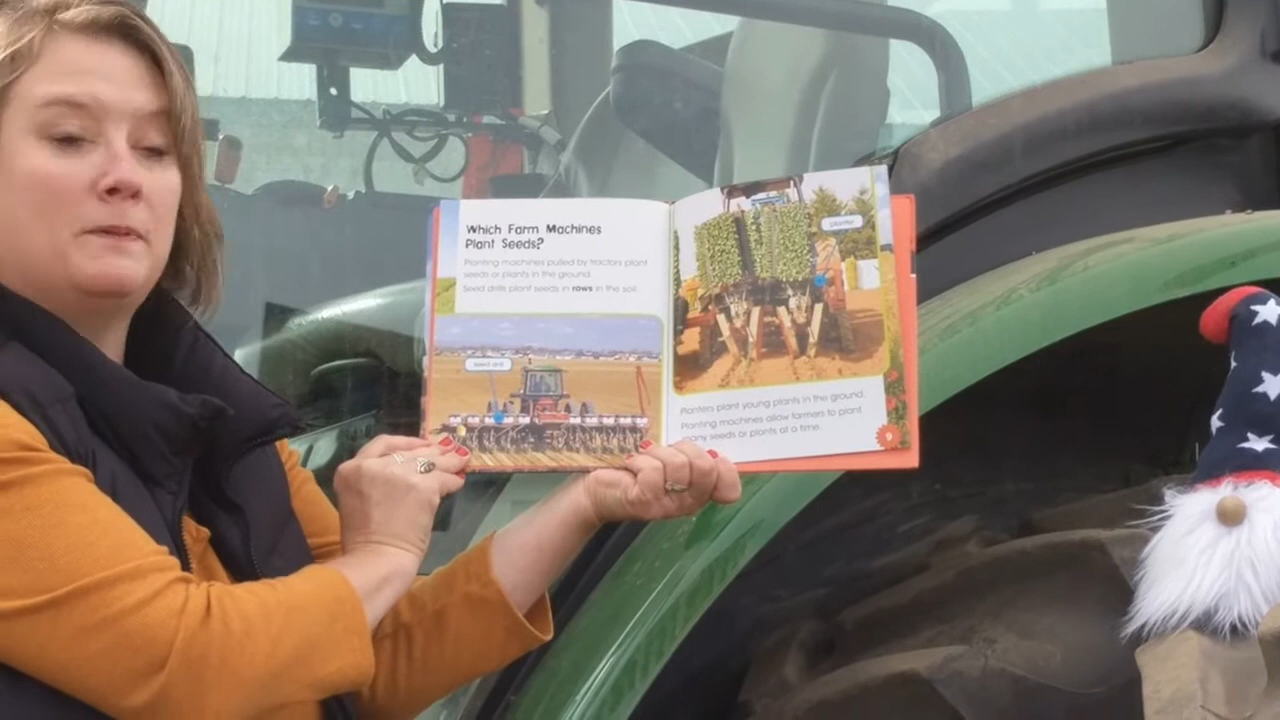 Which Farm Machines
Plant Seeds?
Planting machines pulled by tractors plant
seeds or plants in the ground.
Seed drills plant seeds in rows in the soil.
seed drill
planter
Planters plant young plants in the ground.
Planting machines allow farmers to plant
many seeds or plants at a time.
9